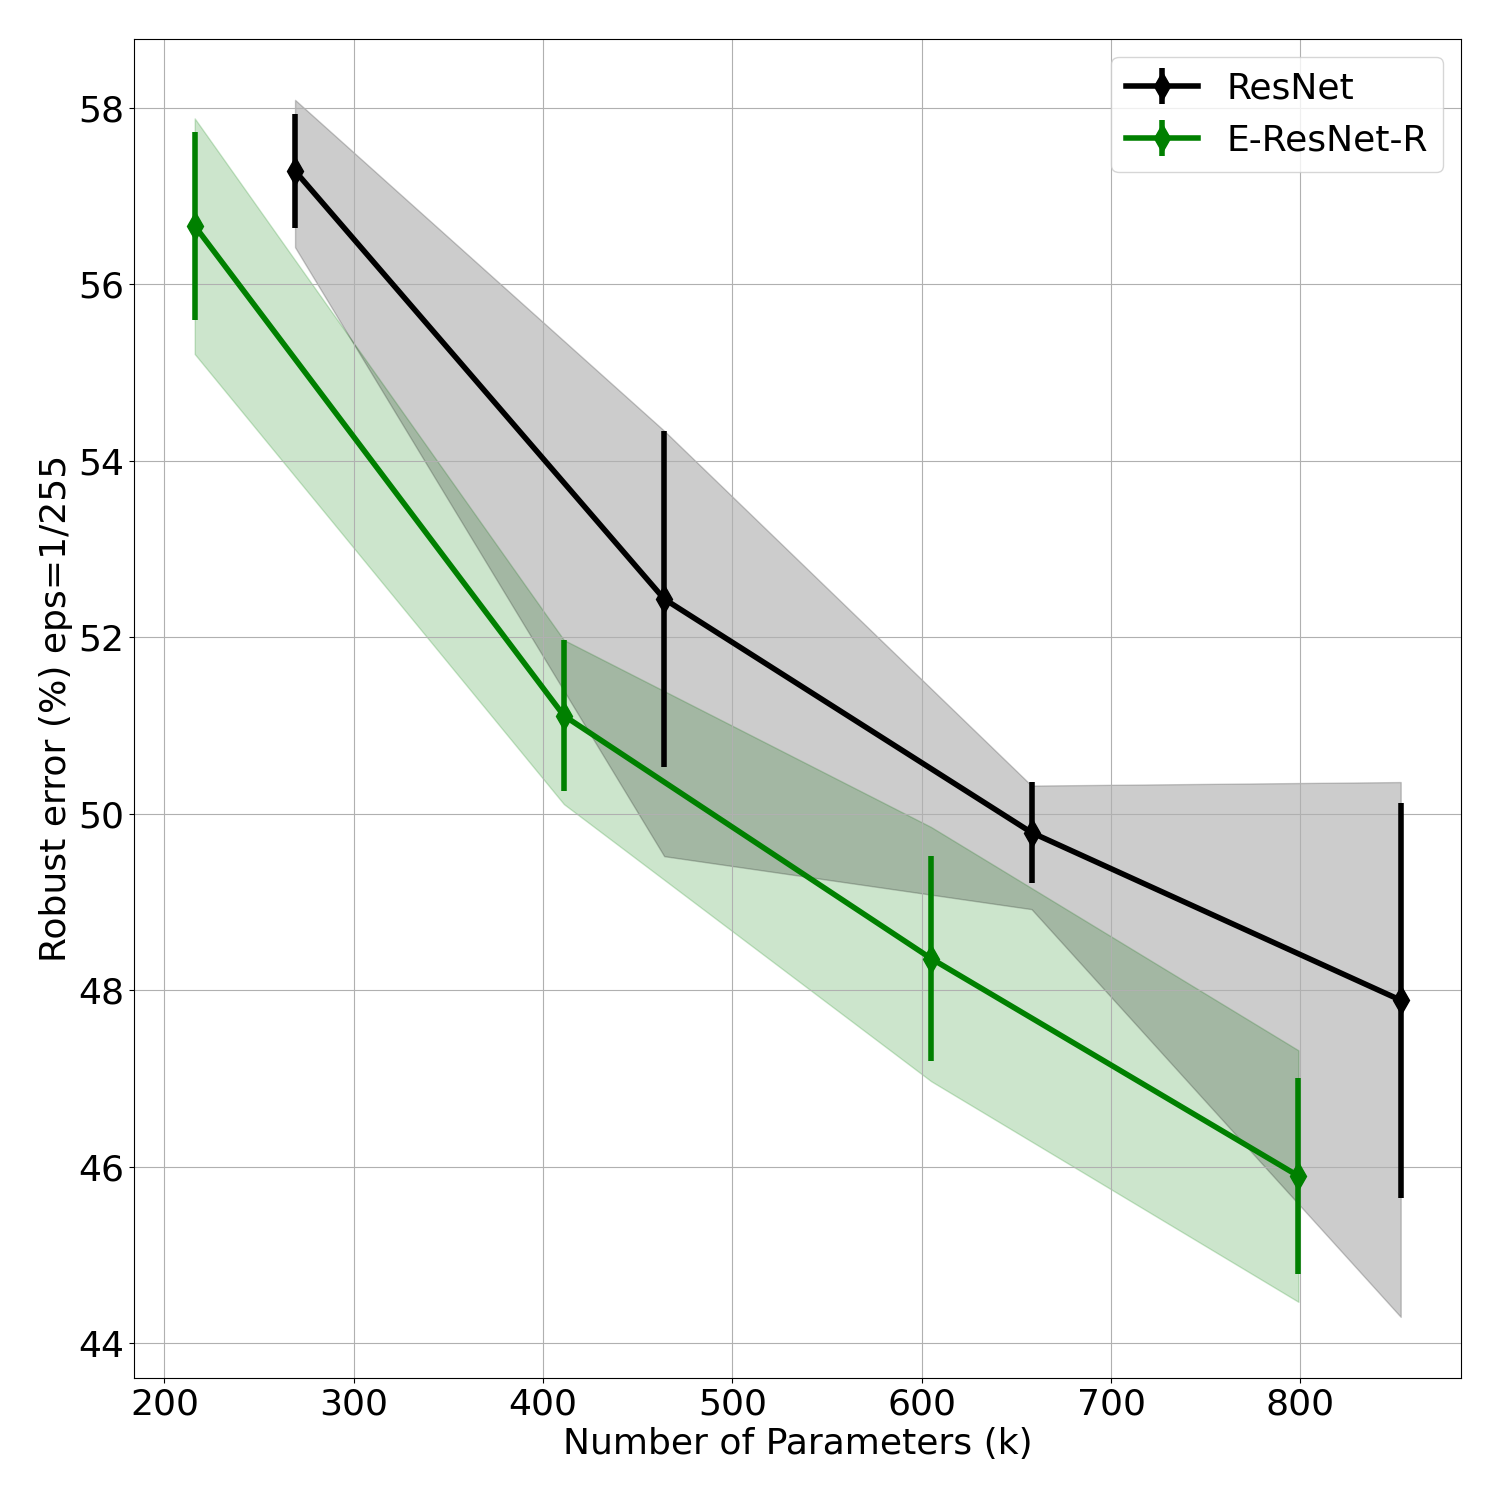 ResNet
E-ResNet-R
58
56
54
52
50
48
46
44
Robust error (%) eps=1/255
200 300 400 500 600 700 800
Number of Parameters (k)